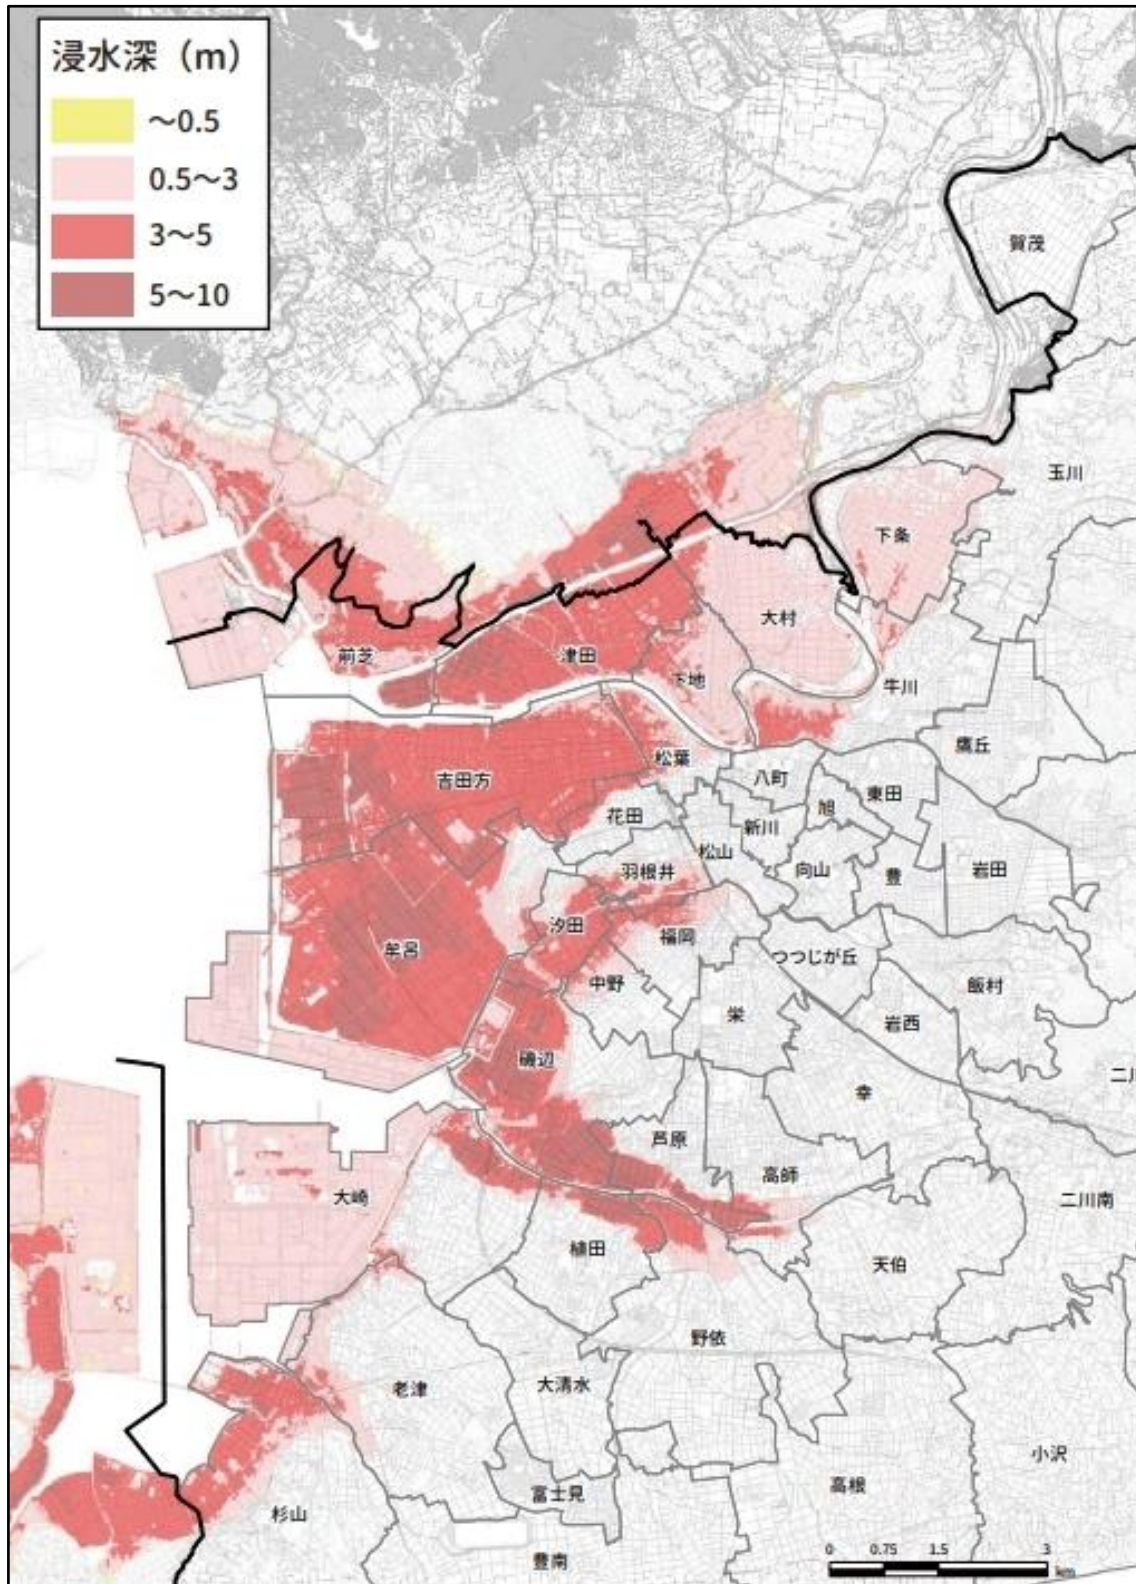 浸水深（m）
～0.5
0.5～3
3～5
5～10
賀茂
玉川
下条
大村
前芝
津田
下地
牛川
鷹丘
松葉
八町
吉田方
東田
旭
花田
新川
松山
羽根井
向山
豊
岩田
汐田
福岡
牟呂
つつじが丘
中野
飯村
栄
岩西
磯辺
二川
幸
芦原
高師
大崎
二川南
植田
天伯
野依
大清水
老津
小沢
高根
富士見
杉山
豊南
0 0.75 1.5 3
km